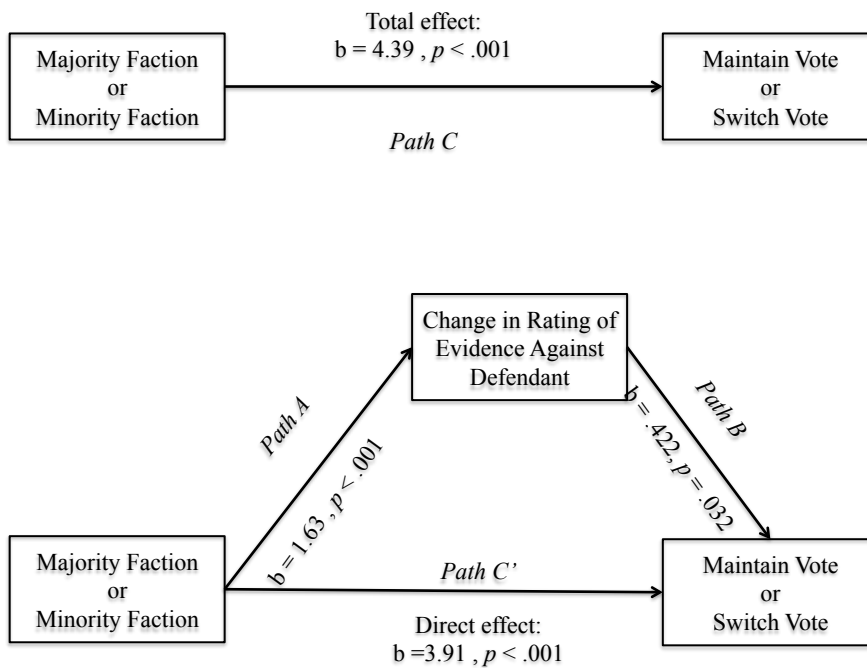 Total effect:
b = 4.39 , p < .001
Majority Faction
or
Minority Faction
Maintain Vote
or
Switch Vote
Path C
Change in Rating of
Evidence Against
Defendant
Path A
b = 1.63 , p < .001
Path B
b = .422, p = .032
Majority Faction
or
Minority Faction
Path C’
Maintain Vote
or
Switch Vote
Direct effect:
b =3.91 , p < .001